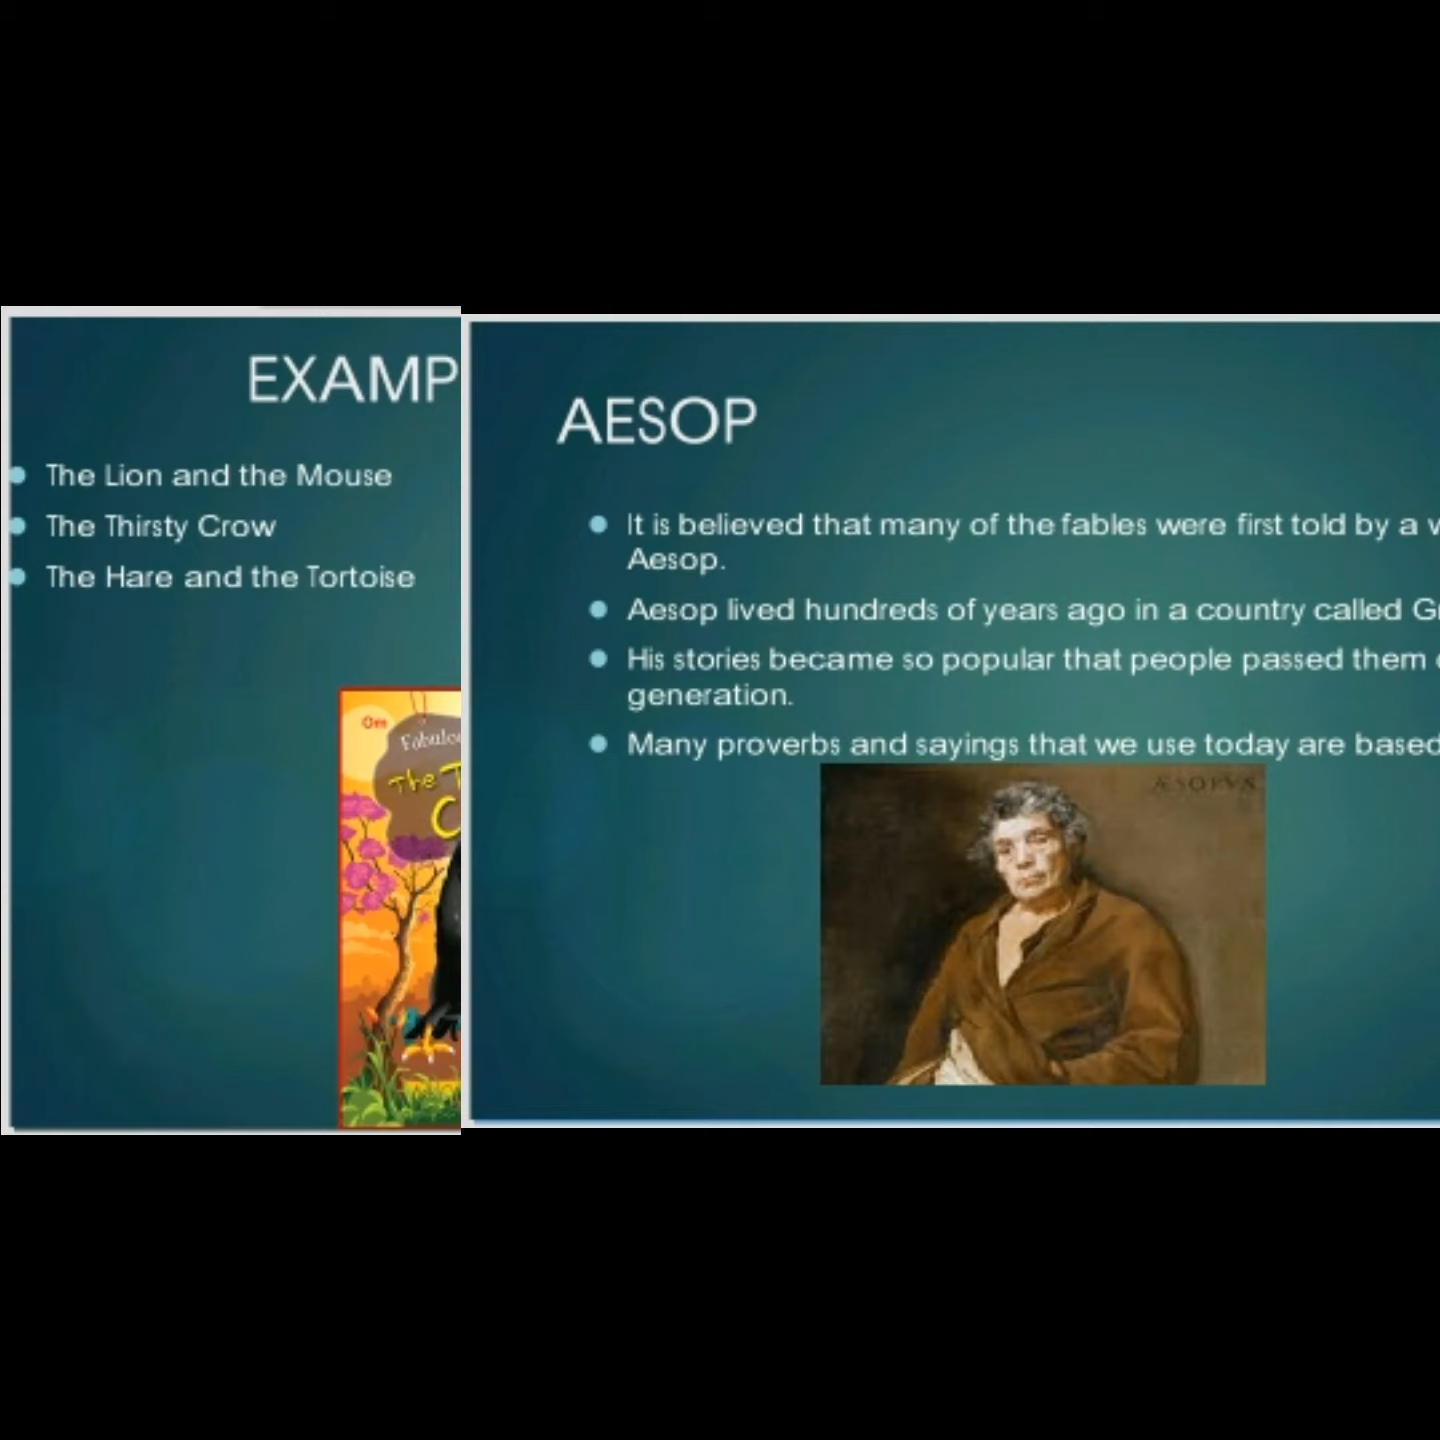 EXAMP
The Lion and the Mouse
The Thirsty Crow
The Hare and the Tortoise
Om
The
AESOP
It is believed that many of the fables were first told by a
Aesop.
Aesop lived hundreds of years ago in a country called
His stories became so popular that people passed them
generation.
Many proverbs and sayings that we use today are based